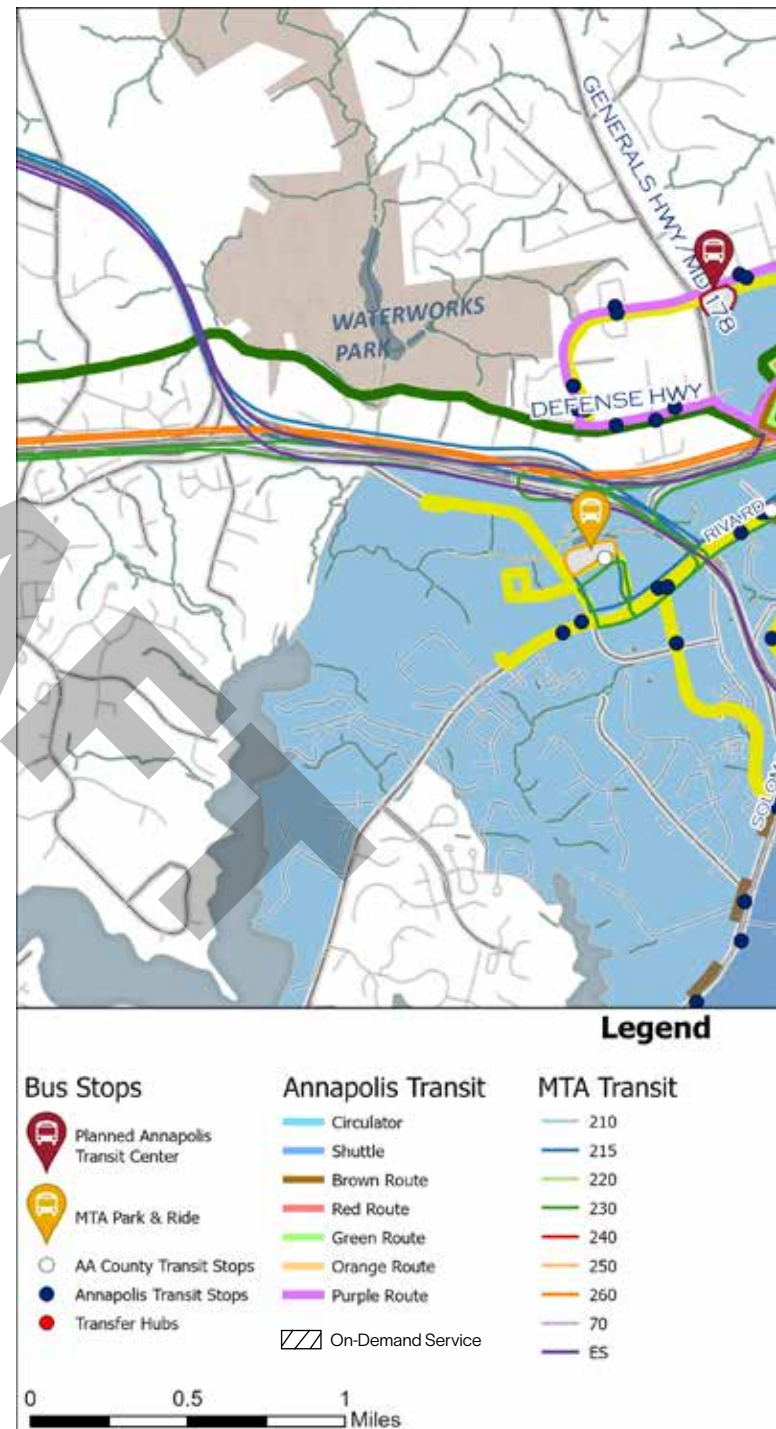 GENERALS HWY / MD 178
WATERWORKS
PARK
DEFENSE HWY
RIVA RD
SOLOM
Legend
Bus Stops
Planned Annapolis
Transit Center
MTA Park & Ride
AA County Transit Stops
Annapolis Transit Stops
Transfer Hubs
Annapolis Transit
Circulator
Shuttle
Brown Route
Red Route
Green Route
Orange Route
Purple Route
On-Demand Service
MTA Transit
210
215
220
230
240
250
260
70
ES
0 0.5 1
Miles